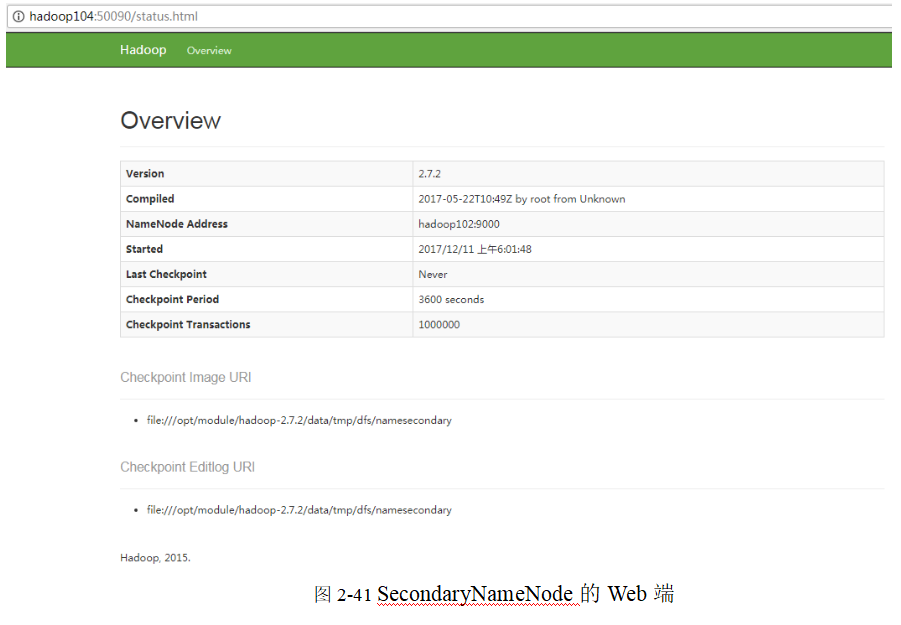 hadoop104:50090/status.html
Hadoop Overview
Overview
Version 2.7.2
Compiled 2017-05-22T10:49Z by root from Unknown
NameNode Address hadoop102:9000
Started 2017/12/11 上午6:01:48
Last Checkpoint Never
Checkpoint Period 3600 seconds
Checkpoint Transactions 1000000
Checkpoint Image URI
• file:///opt/module/hadoop-2.7.2/data/tmp/dfs/namesecondary
Checkpoint Editlog URI
• file:///opt/module/hadoop-2.7.2/data/tmp/dfs/namesecondary
Hadoop, 2015.
图 2-41 SecondaryNameNode 的 Web 端